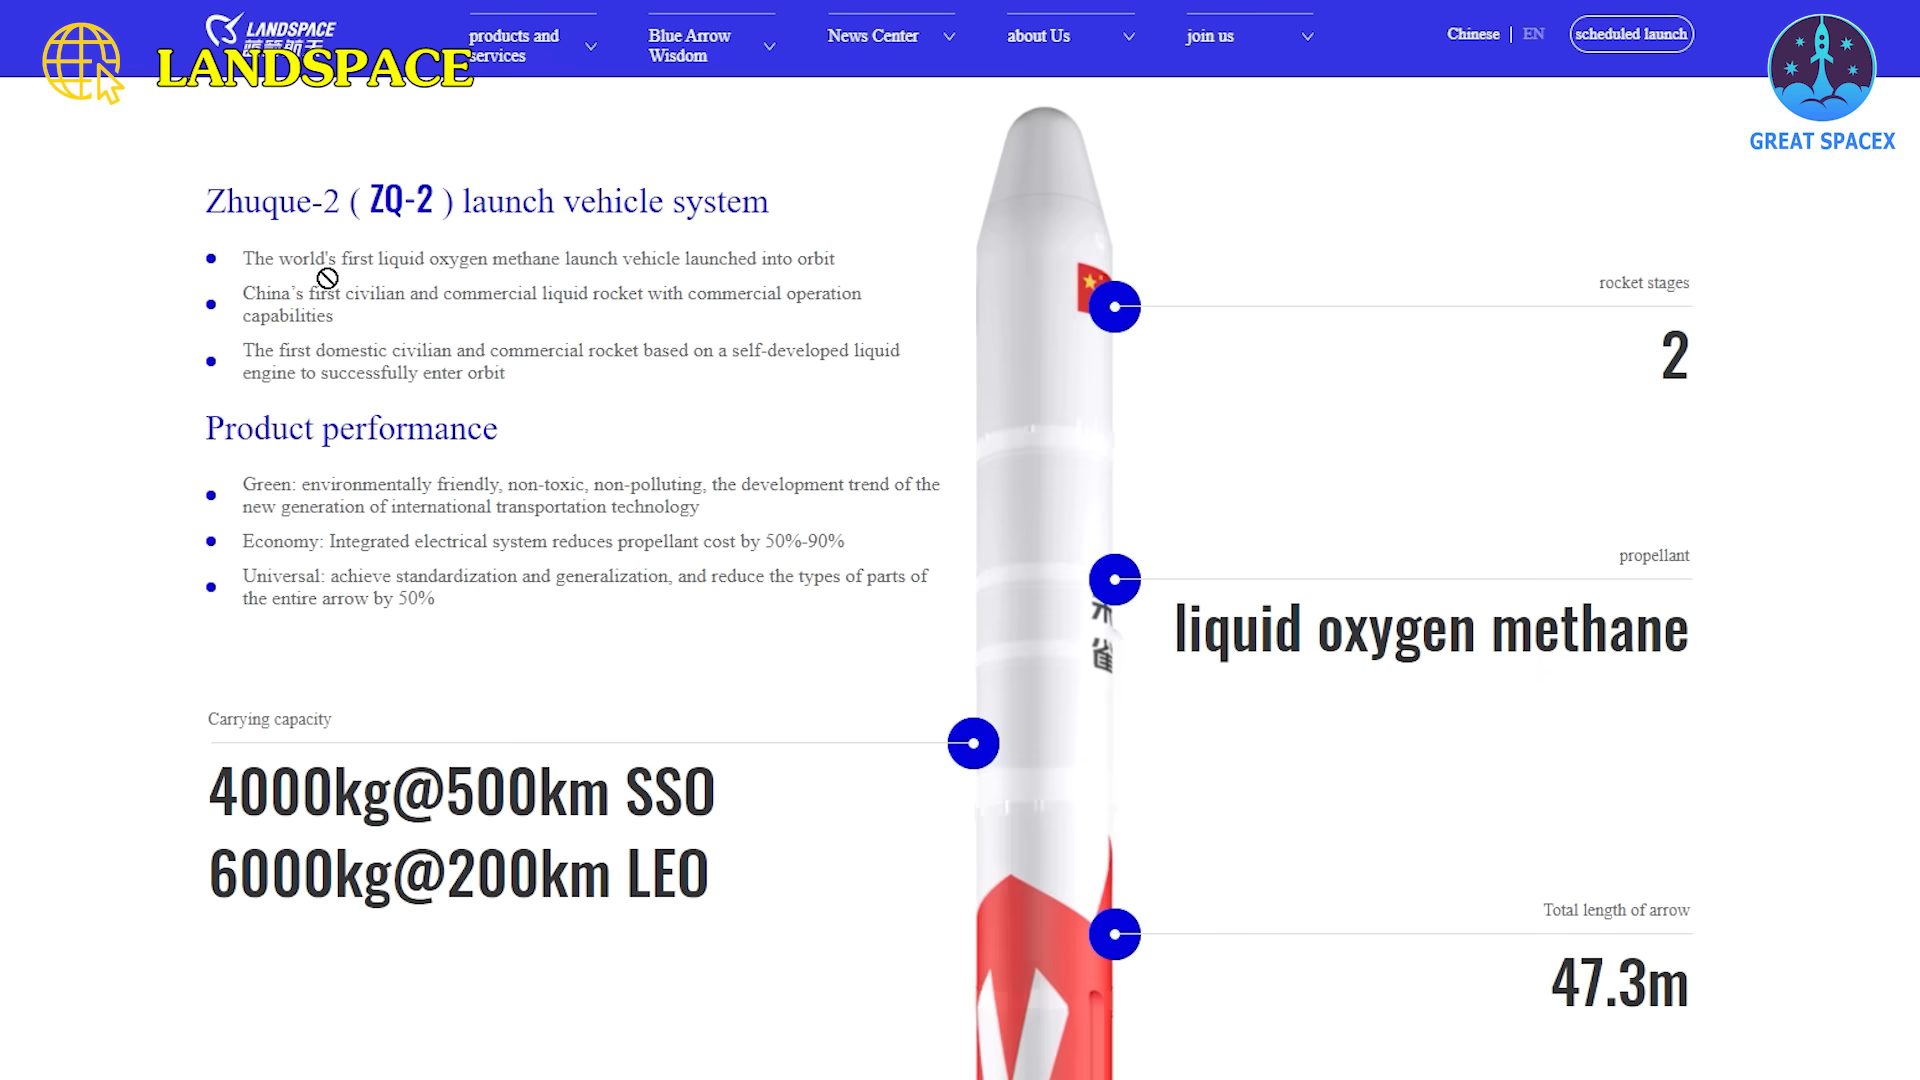 LANDSPACE
蓝箭航天
LANDSPACE
products and
services
Blue Arrow
Wisdom
News Center
about Us
join us
Chinese | EN
scheduled launch
GREAT SPACEX
Zhuque-2 ( ZQ-2 ) launch vehicle system
The world's first liquid oxygen methane launch vehicle launched into orbit
China's first civilian and commercial liquid rocket with commercial operation
capabilities
The first domestic civilian and commercial rocket based on a self-developed liquid
engine to successfully enter orbit
Product performance
Green: environmentally friendly, non-toxic, non-polluting, the development trend of the
new generation of international transportation technology
Economy: Integrated electrical system reduces propellant cost by 50%-90%
Universal: achieve standardization and generalization, and reduce the types of parts of
the entire arrow by 50%
Carrying capacity
4000kg@500km SSO
6000kg@200km LEO
rocket stages
2
propellant
liquid oxygen methane
朱
雀
Total length of arrow
47.3m